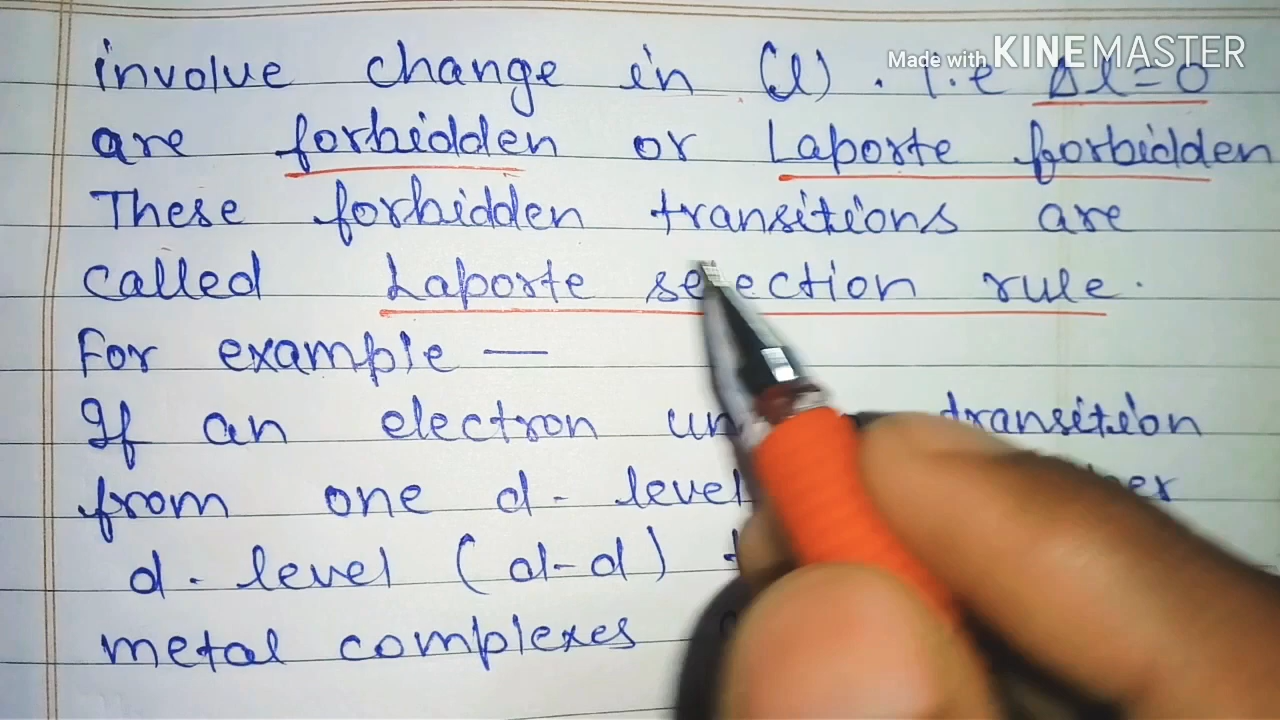 Made with KINEMASTER
involve change in (l). i.e Δl=0
are forbidden or Laporte forbidden
These forbidden transitions are
called Laporte selection rule.
For example —
If an electron transition
from one d- level
d- level (d-d)
metal complexes